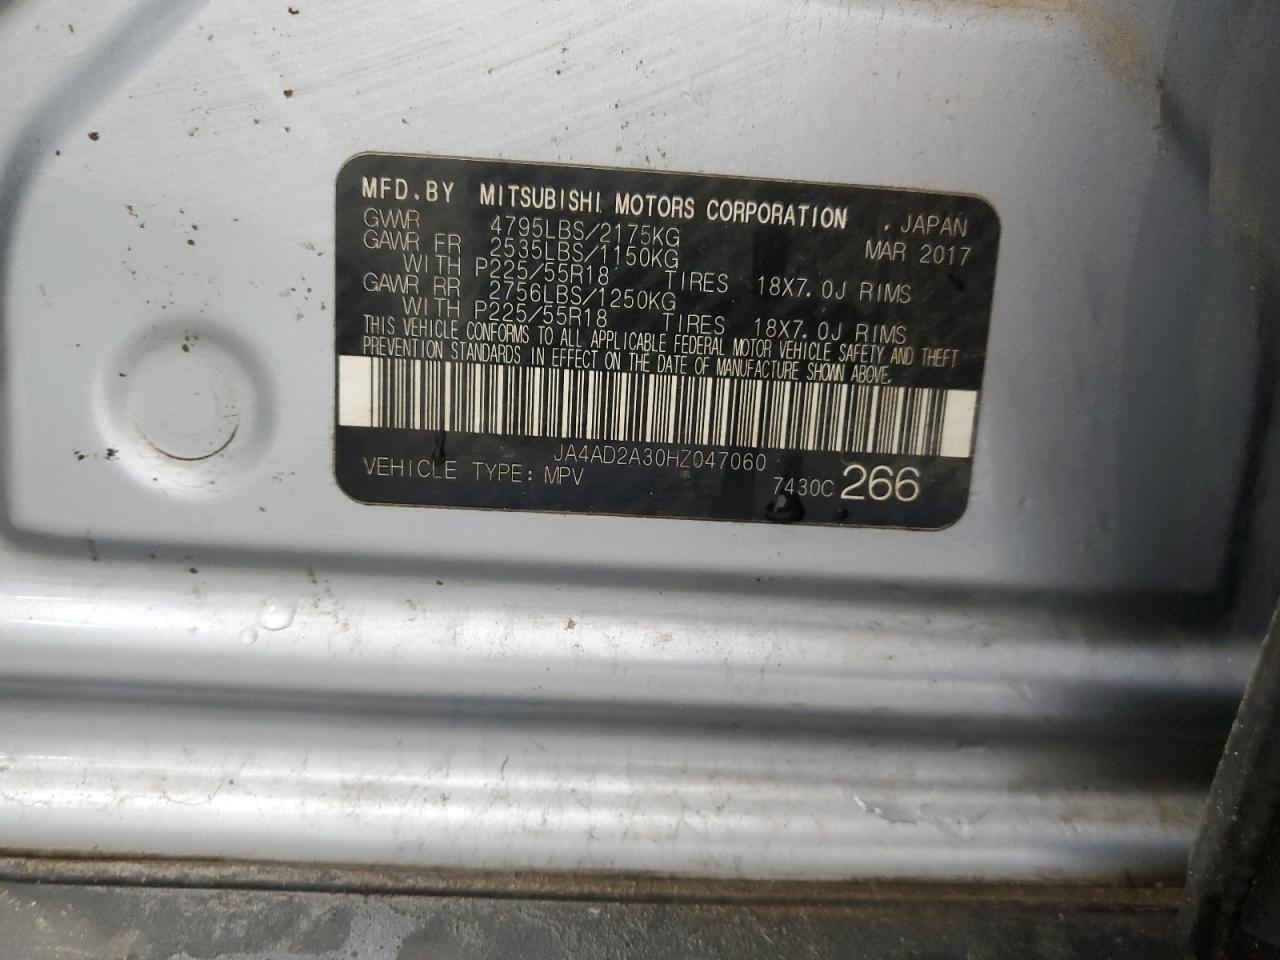 MFD.BY MITSUBISHI MOTORS CORPORATION , JAPAN
GVWR 4795LBS/2175KG MAR 2017
GAWR FR 2535LBS/1150KG
WITH P225/55R18 TIRES 18X7.0J RIMS
GAWR RR 2756LBS/1250KG
WITH P225/55R18 TIRES 18X7.0J RIMS
THIS VEHICLE CONFORMS TO ALL APPLICABLE FEDERAL MOTOR VEHICLE SAFETY AND THEFT
PREVENTION STANDARDS IN EFFECT ON THE DATE OF MANUFACTURE SHOWN ABOVE.
JA4AD2A30HZ047060
VEHICLE TYPE: MPV 7430C 266